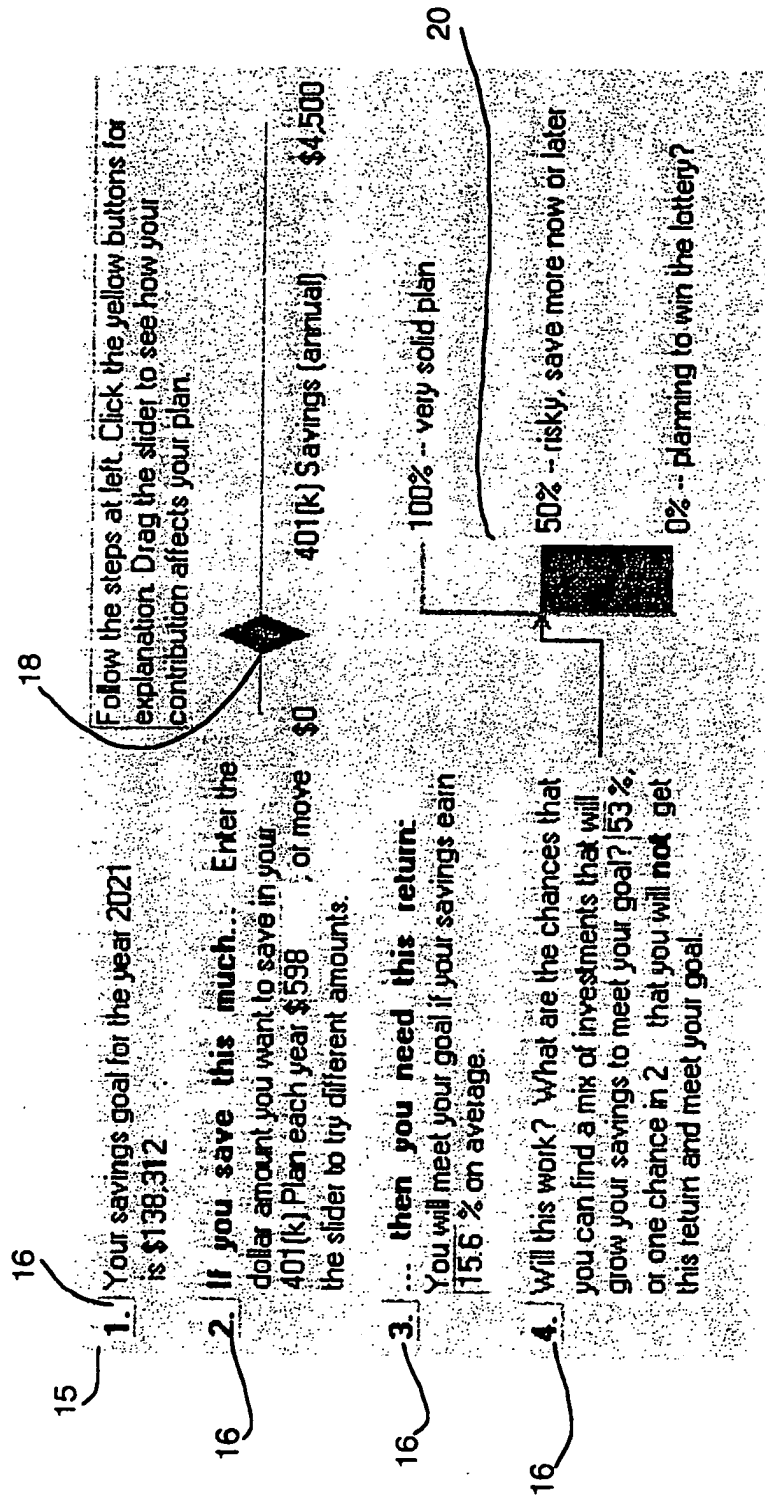 15
16
1. Your savings goal for the year 2021
is $138,312
16
2. If you save this much... Enter the
dollar amount you want to save in your
401(k) Plan each year $ 598 , or move
the slider to try different amounts.
16
3. ... then you need this return:
You will meet your goal if your savings earn
15.6 % on average.
16
4. Will this work? What are the chances that
you can find a mix of investments that will
grow your savings to meet your goal? 53 %,
or one chance in 2 that you will not get
this return and meet your goal.
18
Follow the steps at left. Click the yellow buttons for
explanation. Drag the slider to see how your
contribution affects your plan.
$0 401(k) Savings (annual) $4,500
20
100% -- very solid plan
50% -- risky, save more now or later
0% -- planning to win the lottery?